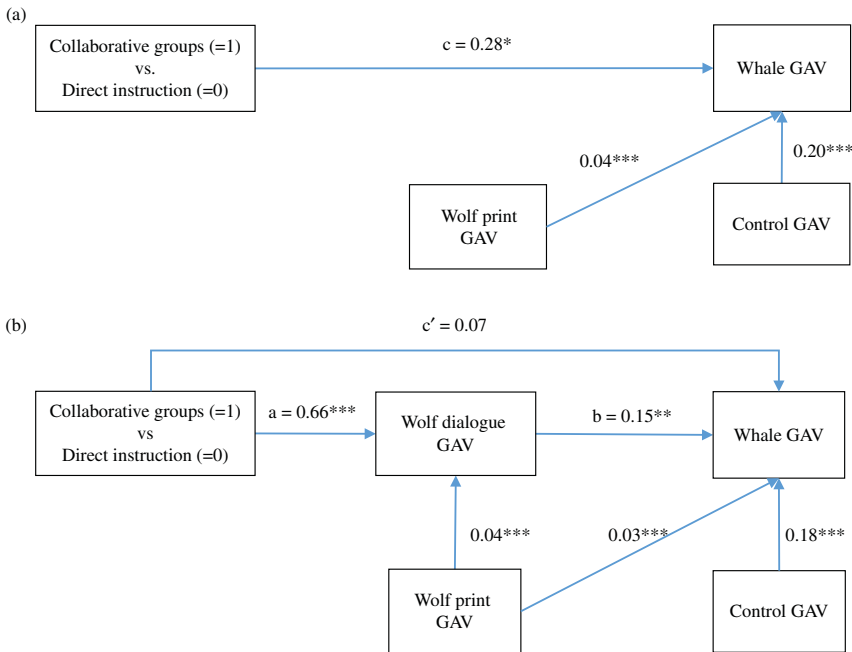 (a)
Collaborative groups (=1)
vs.
Direct instruction (=0)
c = 0.28*
Whale GAV
0.04***
0.20***
Wolf print
GAV
Control GAV
(b)
c′ = 0.07
Collaborative groups (=1)
vs
Direct instruction (=0)
a = 0.66***
Wolf dialogue
GAV
b = 0.15**
Whale GAV
0.04***
0.03***
0.18***
Wolf print
GAV
Control GAV